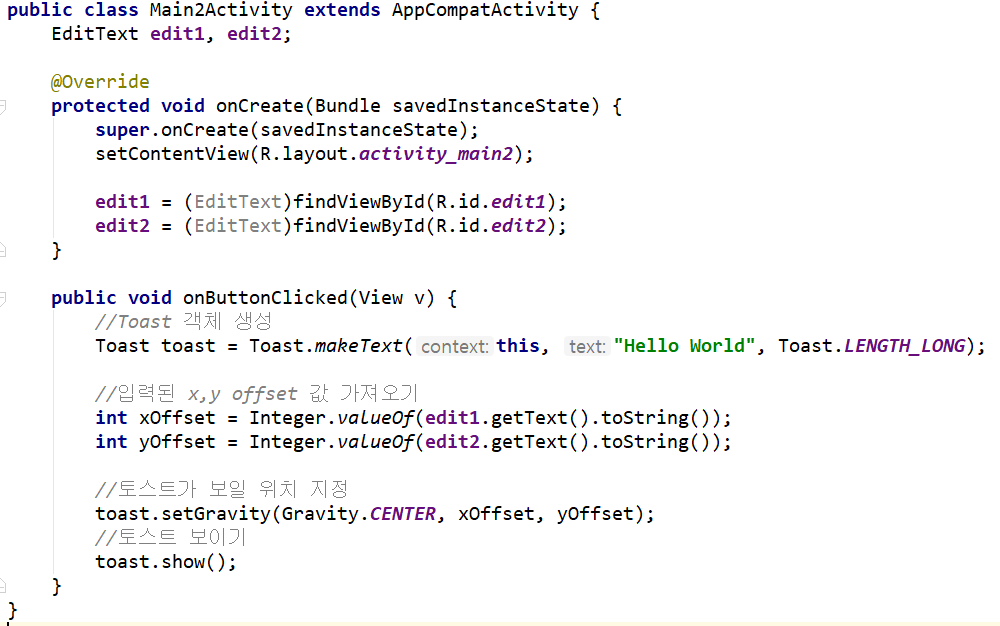 public class Main2Activity extends AppCompatActivity {
EditText edit1, edit2;
@Override
protected void onCreate(Bundle savedInstanceState) {
super.onCreate(savedInstanceState);
setContentView(R.layout.activity_main2);
edit1 = (EditText)findViewById(R.id.edit1);
edit2 = (EditText)findViewById(R.id.edit2);
}
public void onButtonClicked(View v) {
//Toast 객체 생성
Toast toast = Toast.makeText( context: this, text: "Hello World", Toast.LENGTH_LONG);
//입력된 x,y offset 값 가져오기
int xOffset = Integer.valueOf(edit1.getText().toString());
int yOffset = Integer.valueOf(edit2.getText().toString());
//토스트가 보일 위치 지정
toast.setGravity(Gravity.CENTER, xOffset, yOffset);
//토스트 보이기
toast.show();
}
}